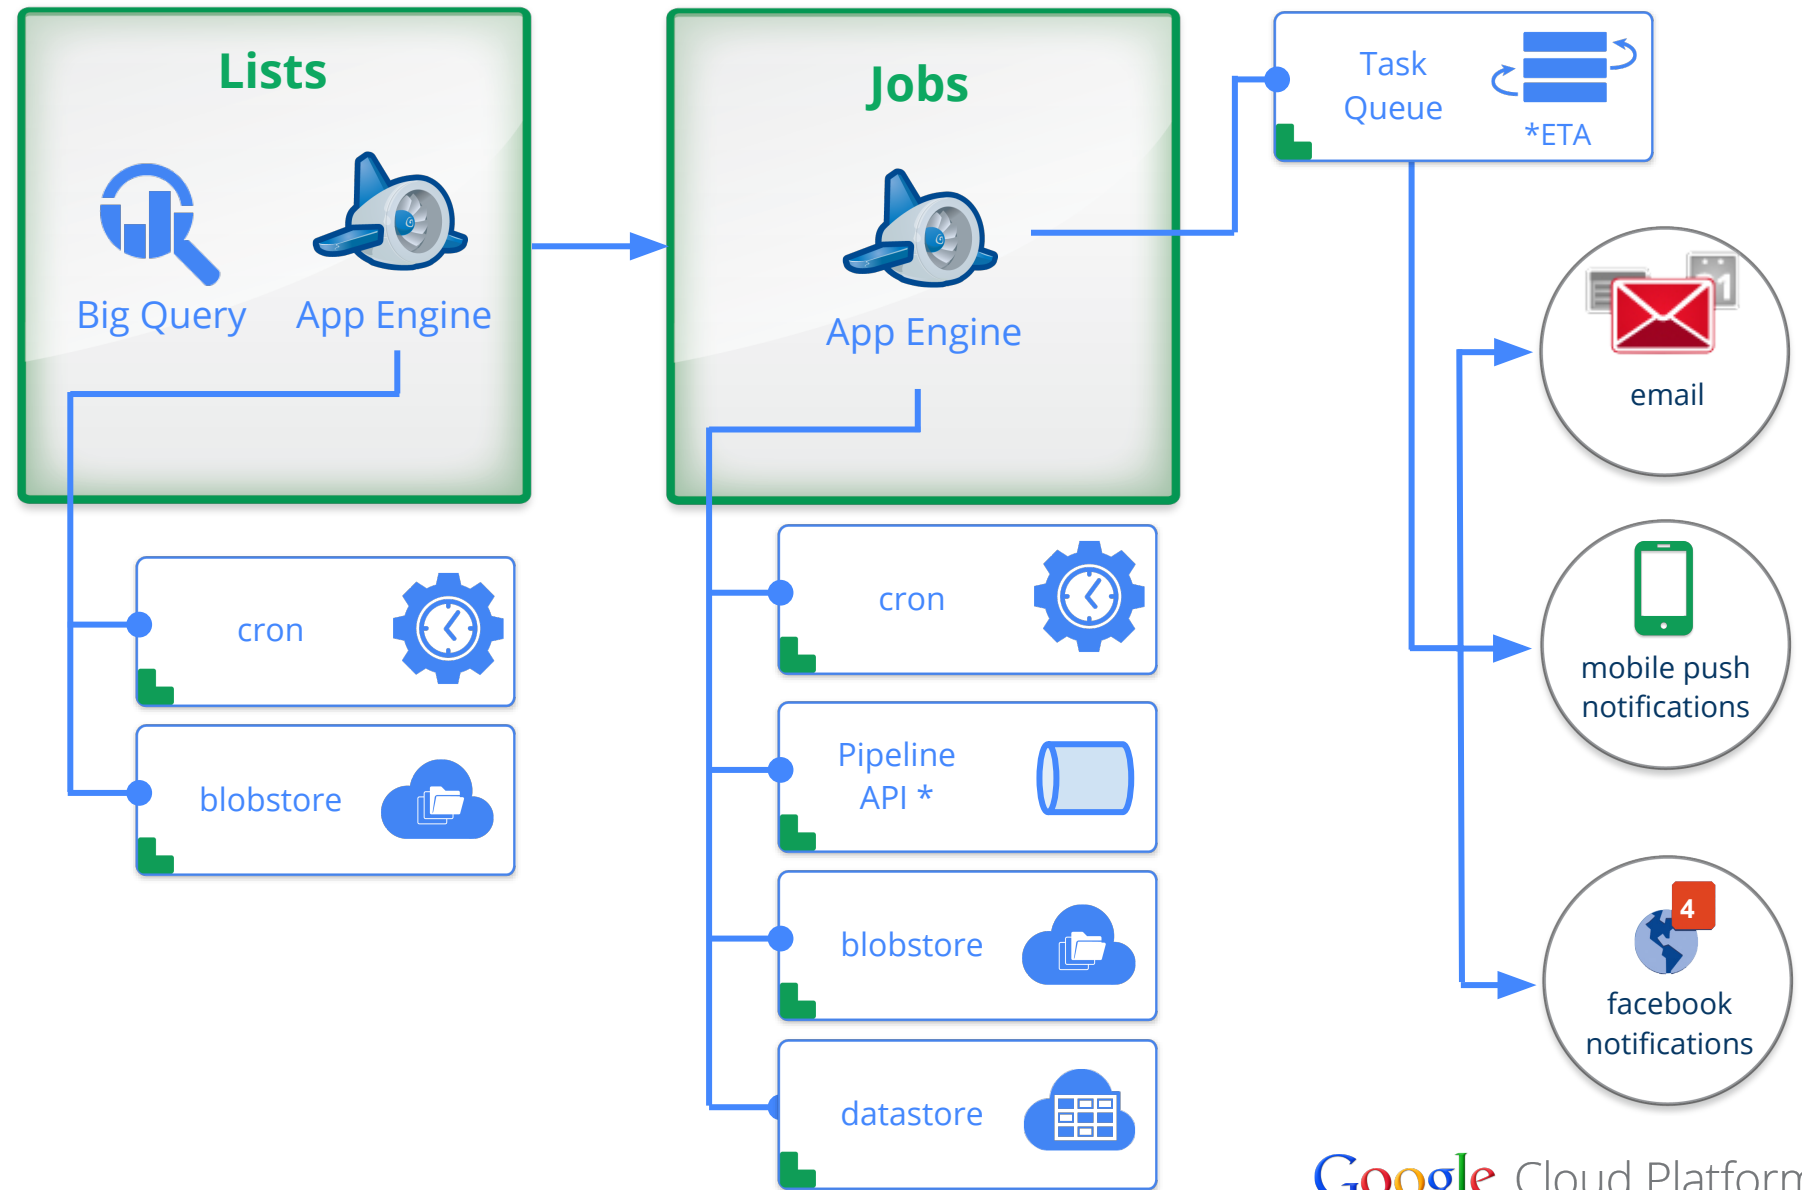 Lists
Big Query
App Engine
cron
blobstore
Jobs
App Engine
cron
Pipeline
API *
blobstore
datastore
Task
Queue
*ETA
31
email
mobile push
notifications
4
facebook
notifications
Google Cloud Platform